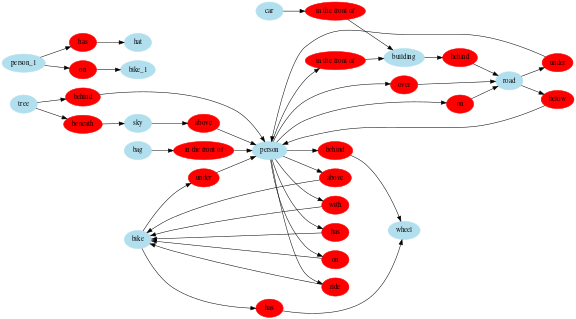 car
in the front of
person_1
has
hat
in the front of
building
behind
under
on
bike_1
road
over
tree
behind
below
on
beneath
sky
above
bag
in the front of
person
behind
under
above
with
has
wheel
bike
on
ride
has